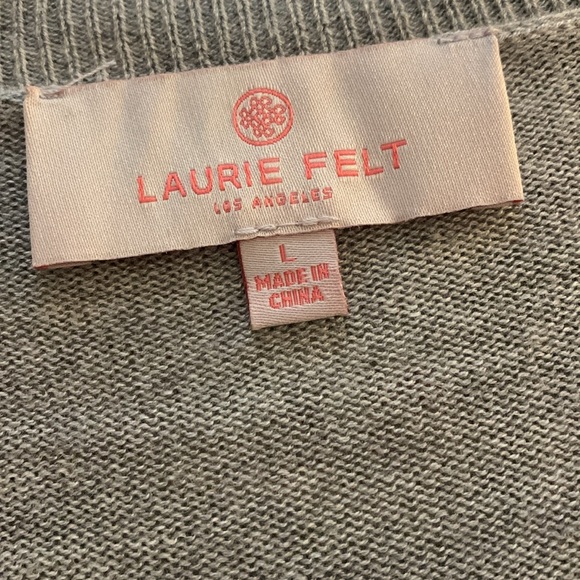 LAURIE FELT
LOS ANGELES
L
MADE IN
CHINA